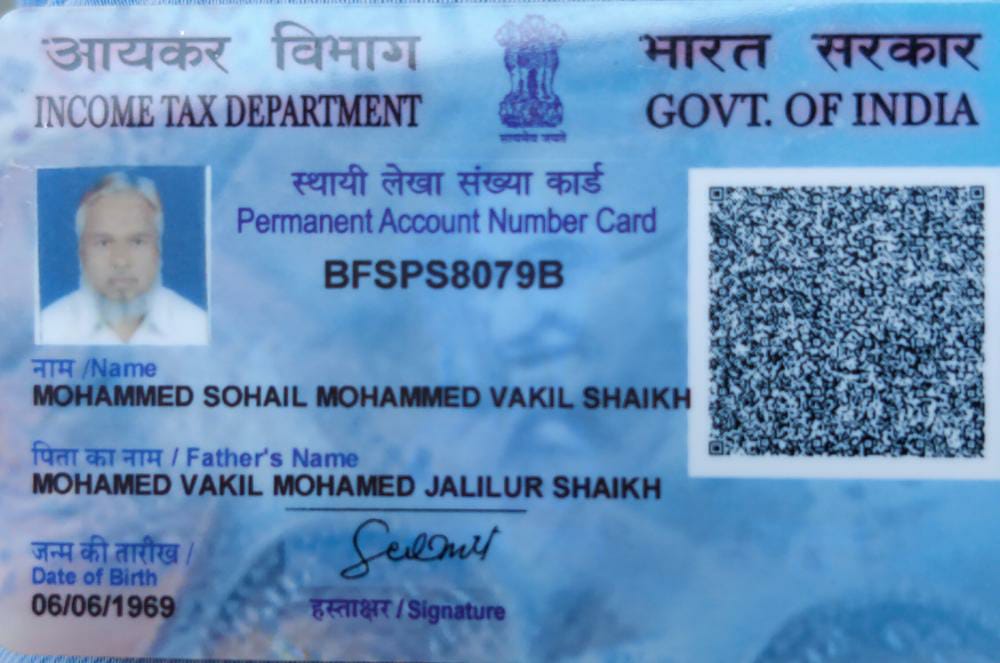 आयकर विभाग
INCOME TAX DEPARTMENT
सत्यमेव जयते
भारत सरकार
GOVT. OF INDIA
स्थायी लेखा संख्या कार्ड
Permanent Account Number Card
BFSPS8079B
नाम /Name
MOHAMMED SOHAIL MOHAMMED VAKIL SHAIKH
पिता का नाम / Father's Name
MOHAMED VAKIL MOHAMED JALILUR SHAIKH
जन्म की तारीख /
Date of Birth
06/06/1969
हस्ताक्षर / Signature